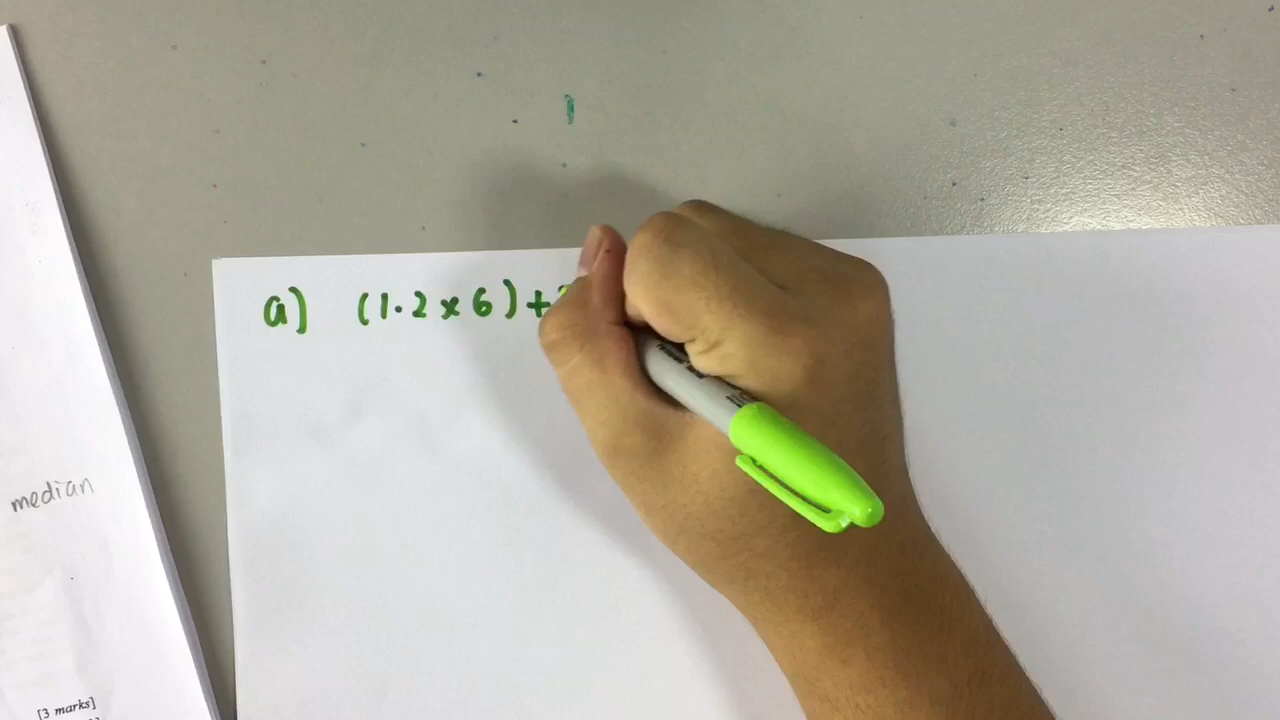 a) (1.2 x 6) +
median
[3 marks]